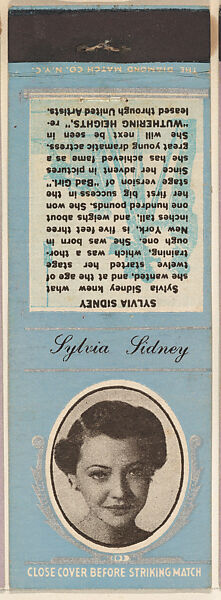 THE DIAMOND MATCH CO. N.Y.C.
SYLVIA SIDNEY
Sylvia Sidney knew what
she wanted, and at the age of
twelve started her stage
training, which was a thor-
ough one. She was born in
New York, is five feet three
inches tall, and weighs about
one hundred pounds. She won
her first big success in the
stage version of "Bad Girl."
Since her advent in pictures
she has achieved fame as a
great young dramatic actress.
She will next be seen in
"WUTHERING HEIGHTS," re-
leased through United Artists.
Sylvia Sidney
CLOSE COVER BEFORE STRIKING MATCH